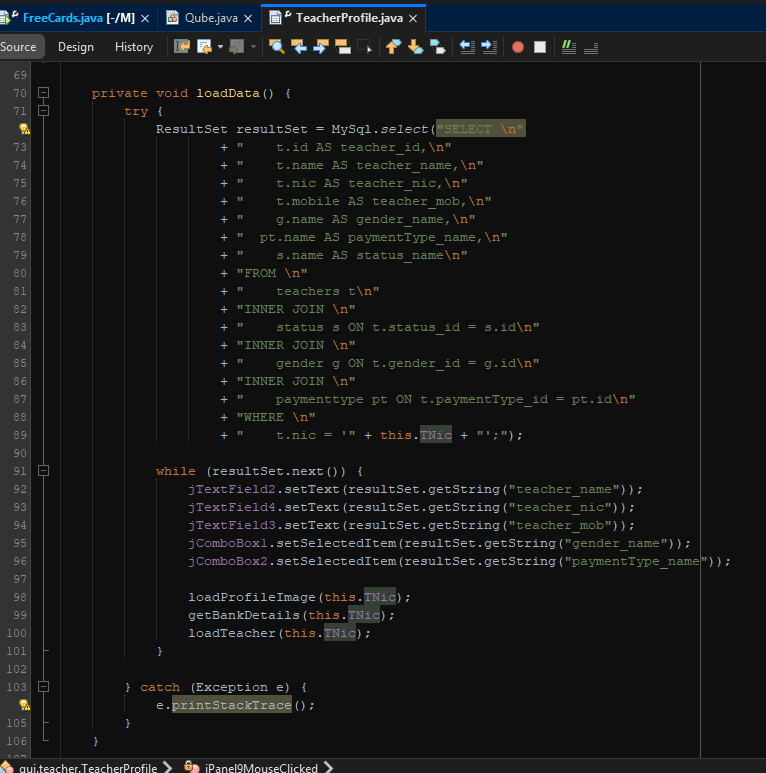 FreeCards.java [-/M] × Qube.java × TeacherProfile.java ×
Source Design History
69
70 private void loadData() {
71 try {
ResultSet resultSet = MySql.select("SELECT \n"
73 + " t.id AS teacher_id,\n"
74 + " t.name AS teacher_name,\n"
75 + " t.nic AS teacher_nic,\n"
76 + " t.mobile AS teacher_mob,\n"
77 + " g.name AS gender_name,\n"
78 + " pt.name AS paymentType_name,\n"
79 + " s.name AS status_name\n"
80 + "FROM \n"
81 + " teachers t\n"
82 + "INNER JOIN \n"
83 + " status s ON t.status_id = s.id\n"
84 + "INNER JOIN \n"
85 + " gender g ON t.gender_id = g.id\n"
86 + "INNER JOIN \n"
87 + " paymenttype pt ON t.paymentType_id = pt.id\n"
88 + "WHERE \n"
89 + " t.nic = '" + this.TNic + "';");
90
91 while (resultSet.next()) {
92 jTextField2.setText(resultSet.getString("teacher_name"));
93 jTextField4.setText(resultSet.getString("teacher_nic"));
94 jTextField3.setText(resultSet.getString("teacher_mob"));
95 jComboBox1.setSelectedItem(resultSet.getString("gender_name"));
96 jComboBox2.setSelectedItem(resultSet.getString("paymentType_name"));
97
98 loadProfileImage(this.TNic);
99 getBankDetails(this.TNic);
100 loadTeacher(this.TNic);
101 }
102
103 } catch (Exception e) {
e.printStackTrace();
105 }
106 }
107
gui.teacher.TeacherProfile jPanel9MouseClicked